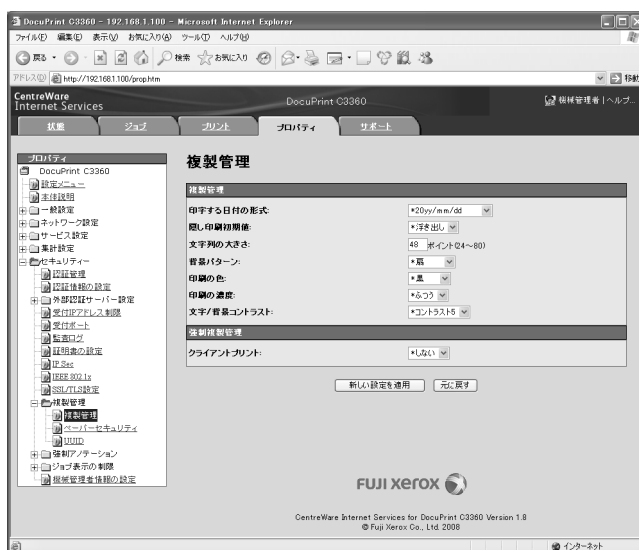 DocuPrint C3360 - 192.168.1.100 - Microsoft Internet Explorer
ファイル(F) 編集(E) 表示(V) お気に入り(A) ツール(T) ヘルプ(H)
戻る 検索 お気に入り
アドレス(D) http://192.168.1.100/prop.htm 移動
CentreWare
Internet Services
DocuPrint C3360
機械管理者 | ヘルプ...
状態 ジョブ プリント プロパティ サポート
プロパティ
DocuPrint C3360
設定メニュー
本体説明
一般設定
ネットワーク設定
サービス設定
集計設定
セキュリティー
認証管理
認証情報の設定
外部認証サーバー設定
受付IPアドレス制限
受付ポート
監査ログ
証明書の設定
IP Sec
IEEE 802.1x
SSL/TLS設定
複製管理
複製管理
ペーパーセキュリティ
UUID
強制アノテーション
ジョブ表示の制限
機械管理者情報の設定
複製管理
複製管理
印字する日付の形式: *20yy/mm/dd
隠し印刷初期値: *浮き出し
文字列の大きさ: 48 ポイント(24～80)
背景パターン: *扇
印刷の色: *黒
印刷の濃度: *ふつう
文字/背景コントラスト: *コントラスト5
強制複製管理
クライアントプリント: *しない
新しい設定を適用 元に戻す
FUJI XEROX
CentreWare Internet Services for DocuPrint C3360 Version 1.8
© Fuji Xerox Co., Ltd. 2008
インターネット